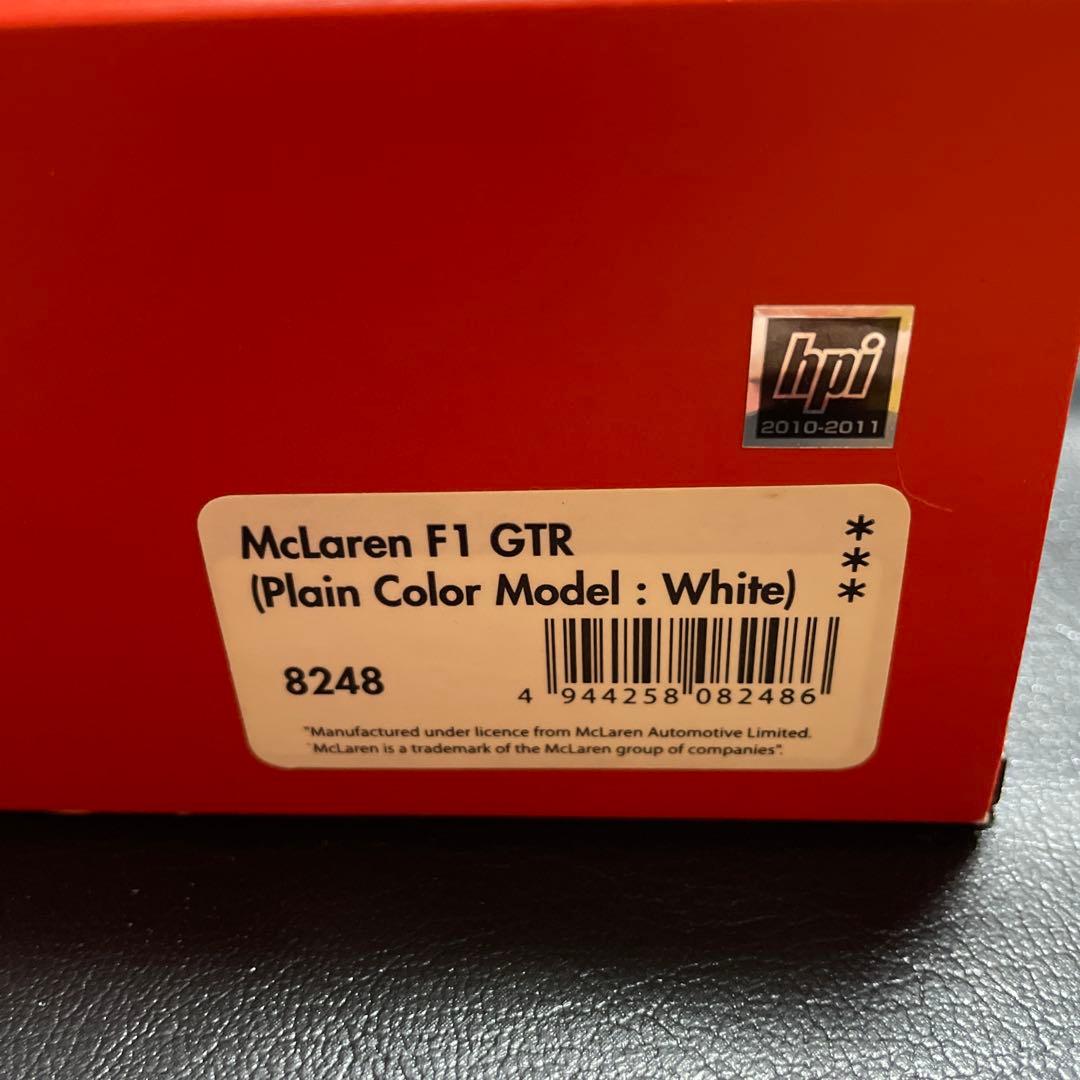 hpi
2010-2011
McLaren F1 GTR
(Plain Color Model : White)
***
8248
4 944258 082486
"Manufactured under licence from McLaren Automotive Limited.
`McLaren is a trademark of the McLaren group of companies".